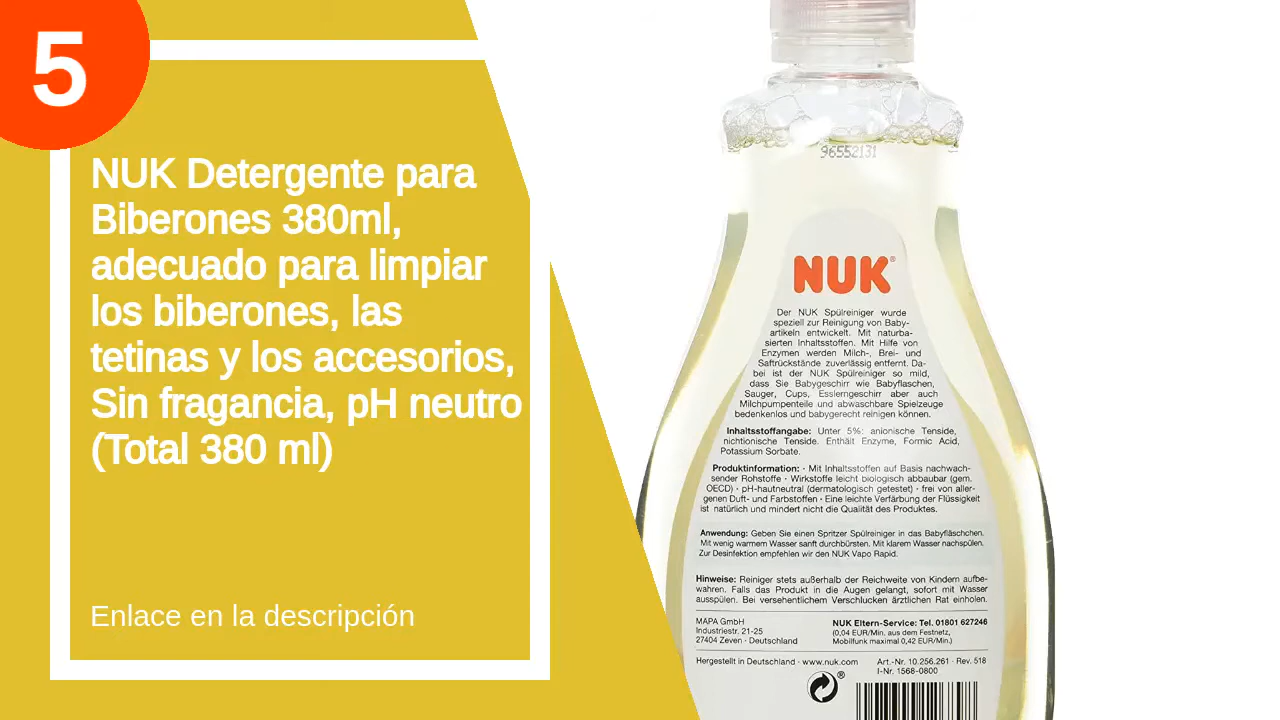 5
NUK Detergente para
Biberones 380ml,
adecuado para limpiar
los biberones, las
tetinas y los accesorios,
Sin fragancia, pH neutro
(Total 380 ml)
Enlace en la descripción
96552131
NUK®
Der NUK Spülreiniger wurde
speziell zur Reinigung von Baby-
artikeln entwickelt. Mit naturba-
sierten Inhaltsstoffen. Mit Hilfe von
Enzymen werden Milch-, Brei- und
Saftrückstände zuverlässig entfernt. Da-
bei ist der NUK Spülreiniger so mild,
dass Sie Babygeschirr wie Babyflaschen,
Sauger, Cups, Esslerngeschirr aber auch
Milchpumpenteile und abwaschbare Spielzeuge
bedenkenlos und babygerecht reinigen können.
Inhaltsstoffangabe: Unter 5%: anionische Tenside,
nichtionische Tenside. Enthält Enzyme, Formic Acid,
Potassium Sorbate.
Produktinformation: · Mit Inhaltsstoffen auf Basis nachwach-
sender Rohstoffe · Wirkstoffe leicht biologisch abbaubar (gem.
OECD) · pH-hautneutral (dermatologisch getestet) · frei von aller-
genen Duft- und Farbstoffen · Eine leichte Verfärbung der Flüssigkeit
ist natürlich und mindert nicht die Qualität des Produktes.
Anwendung: Geben Sie einen Spritzer Spülreiniger in das Babyfläschchen.
Mit wenig warmem Wasser sanft durchbürsten. Mit klarem Wasser nachspülen.
Zur Desinfektion empfehlen wir den NUK Vapo Rapid.
Hinweise: Reiniger stets außerhalb der Reichweite von Kindern aufbe-
wahren. Falls das Produkt in die Augen gelangt, sofort mit Wasser
ausspülen. Bei versehentlichem Verschlucken ärztlichen Rat einholen.
MAPA GmbH
Industriestr. 21-25
27404 Zeven · Deutschland
NUK Eltern-Service: Tel. 01801 627246
(0,04 EUR/Min. aus dem Festnetz,
Mobilfunk maximal 0,42 EUR/Min.)
Hergestellt in Deutschland · www.nuk.com
Art.-Nr. 10.256.261 · Rev. 518
I-Nr. 1568-0800
®